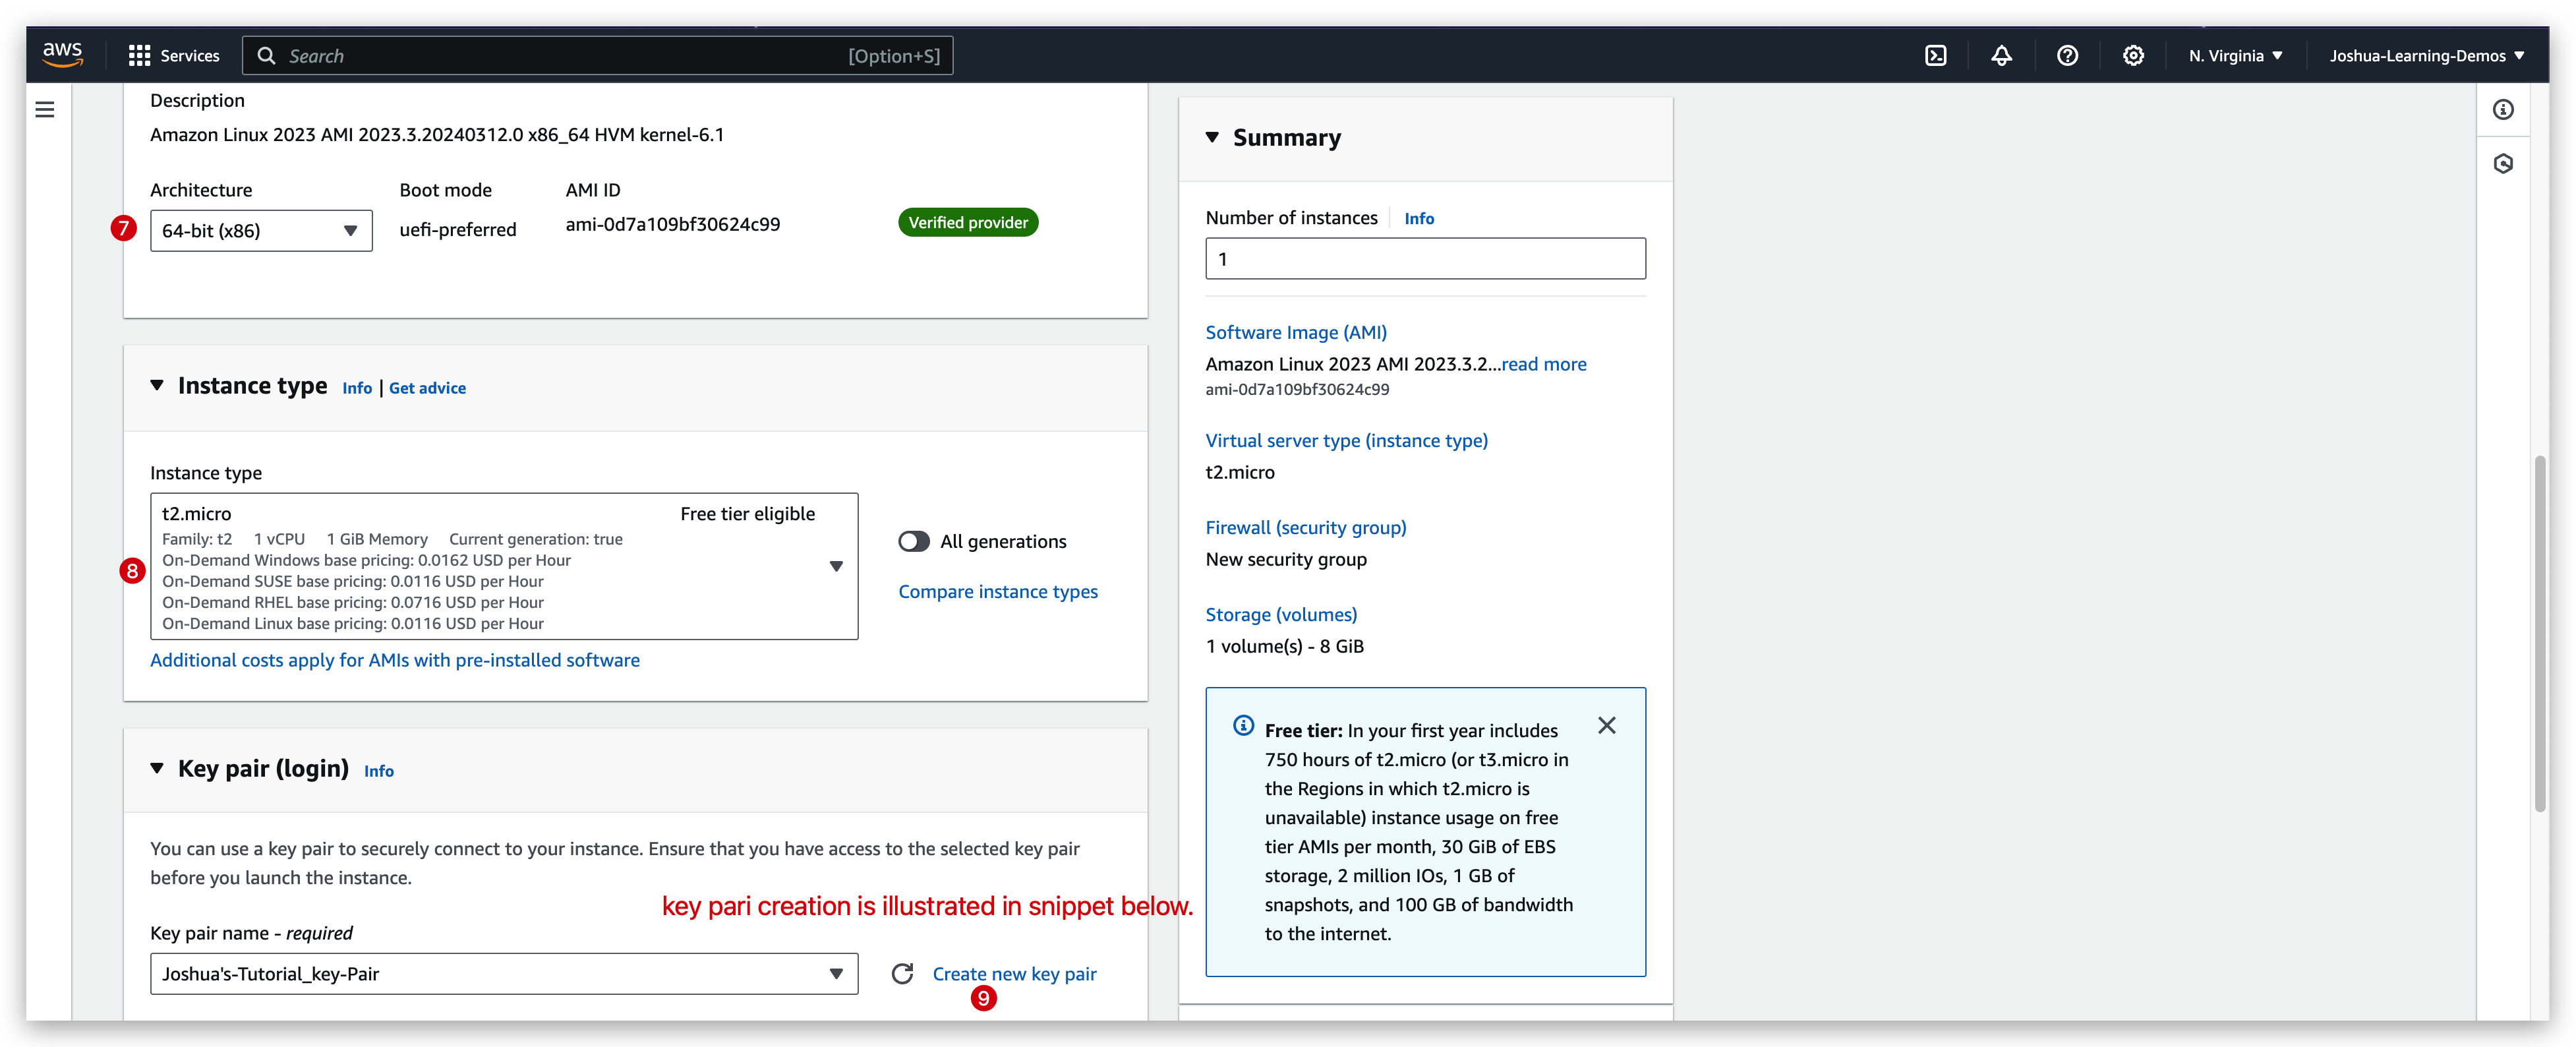 aws
Services
Search
[Option+S]
N. Virginia
Joshua-Learning-Demos
Description
Amazon Linux 2023 AMI 2023.3.20240312.0 x86_64 HVM kernel-6.1
Architecture
Boot mode
AMI ID
7
64-bit (x86)
uefi-preferred
ami-0d7a109bf30624c99
Verified provider
Instance type
Info | Get advice
Instance type
t2.micro
Free tier eligible
Family: t2 1 vCPU 1 GiB Memory Current generation: true
On-Demand Windows base pricing: 0.0162 USD per Hour
8
On-Demand SUSE base pricing: 0.0116 USD per Hour
On-Demand RHEL base pricing: 0.0716 USD per Hour
On-Demand Linux base pricing: 0.0116 USD per Hour
All generations
Compare instance types
Additional costs apply for AMIs with pre-installed software
Key pair (login)
Info
You can use a key pair to securely connect to your instance. Ensure that you have access to the selected key pair
before you launch the instance.
key pari creation is illustrated in snippet below.
Key pair name - required
Joshua's-Tutorial_key-Pair
Create new key pair
9
Summary
Number of instances
Info
1
Software Image (AMI)
Amazon Linux 2023 AMI 2023.3.2...read more
ami-0d7a109bf30624c99
Virtual server type (instance type)
t2.micro
Firewall (security group)
New security group
Storage (volumes)
1 volume(s) - 8 GiB
Free tier: In your first year includes
750 hours of t2.micro (or t3.micro in
the Regions in which t2.micro is
unavailable) instance usage on free
tier AMIs per month, 30 GiB of EBS
storage, 2 million IOs, 1 GB of
snapshots, and 100 GB of bandwidth
to the internet.